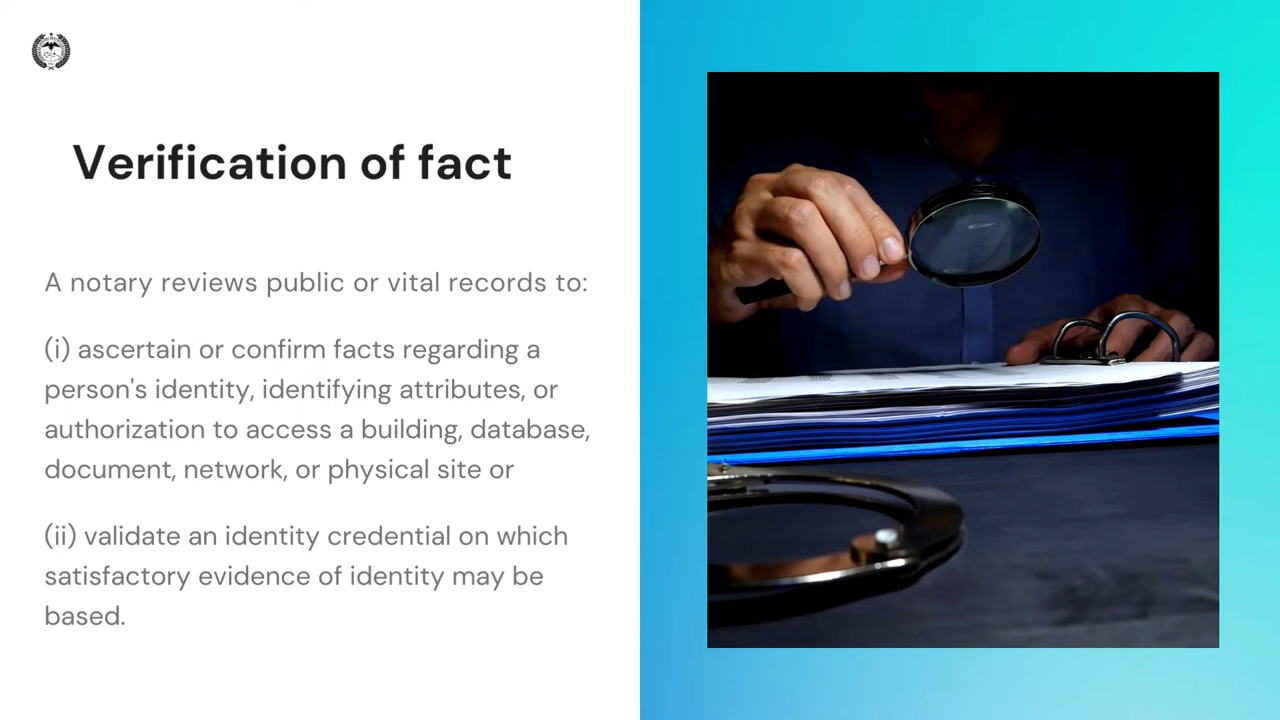 Verification of fact
A notary reviews public or vital records to:
(i) ascertain or confirm facts regarding a
person's identity, identifying attributes, or
authorization to access a building, database,
document, network, or physical site or
(ii) validate an identity credential on which
satisfactory evidence of identity may be
based.